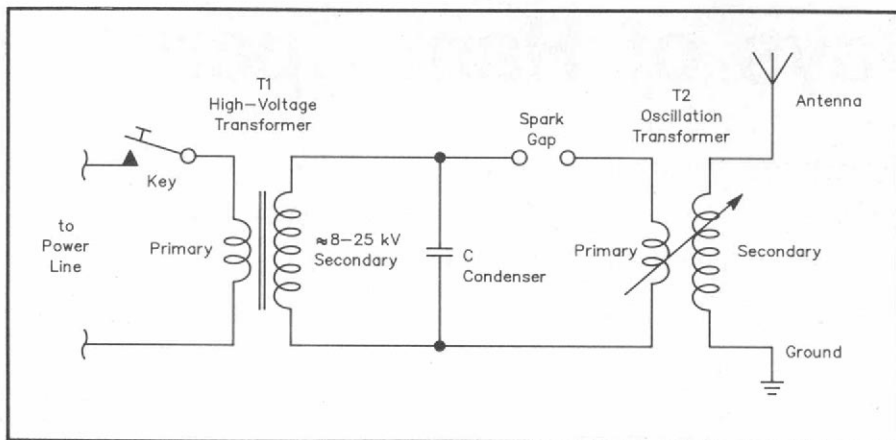 T1
High-Voltage
Transformer
Key
to
Power
Line
Primary
≈8-25 kV
Secondary
C
Condenser
Spark
Gap
T2
Oscillation
Transformer
Primary
Secondary
Antenna
Ground